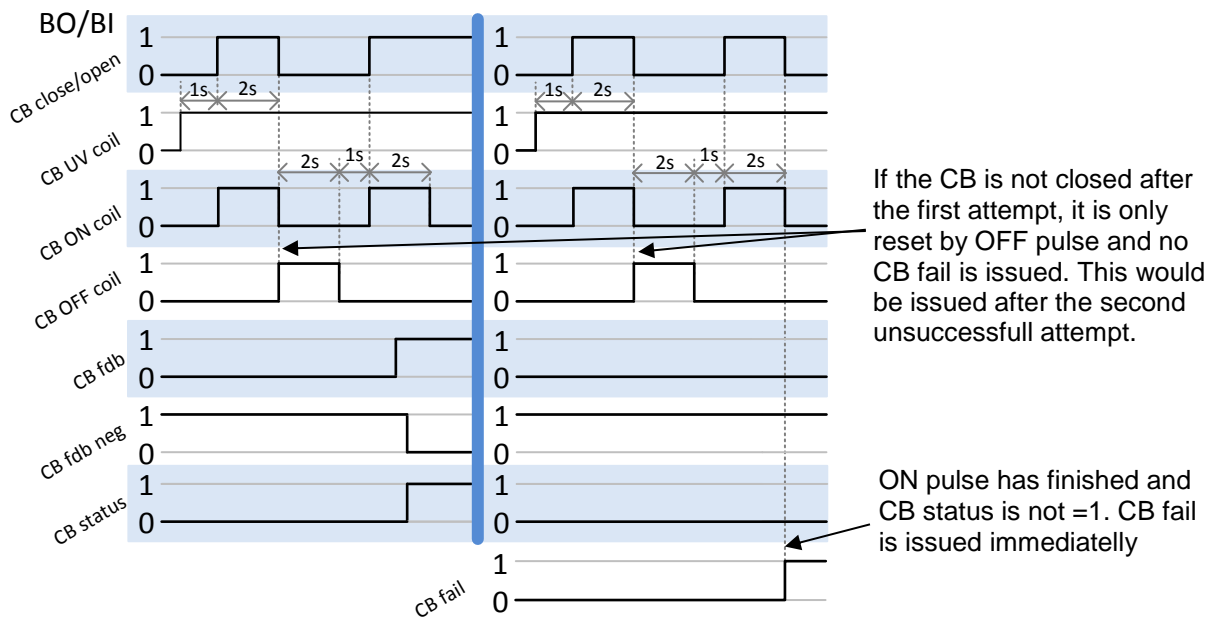 BO/BI
CB close/open
1
0
1
0
1s
2s
1s
2s
CB UV coil
1
0
1
0
2s
1s
2s
2s
1s
2s
CB ON coil
1
0
1
0
If the CB is not closed after
the first attempt, it is only
reset by OFF pulse and no
CB fail is issued. This would
be issued after the second
unsuccessfull attempt.
CB OFF coil
1
0
1
0
CB fdb
1
0
1
0
CB fdb neg
1
0
1
0
CB status
1
0
1
0
ON pulse has finished and
CB status is not =1. CB fail
is issued immediatelly
CB fail
1
0